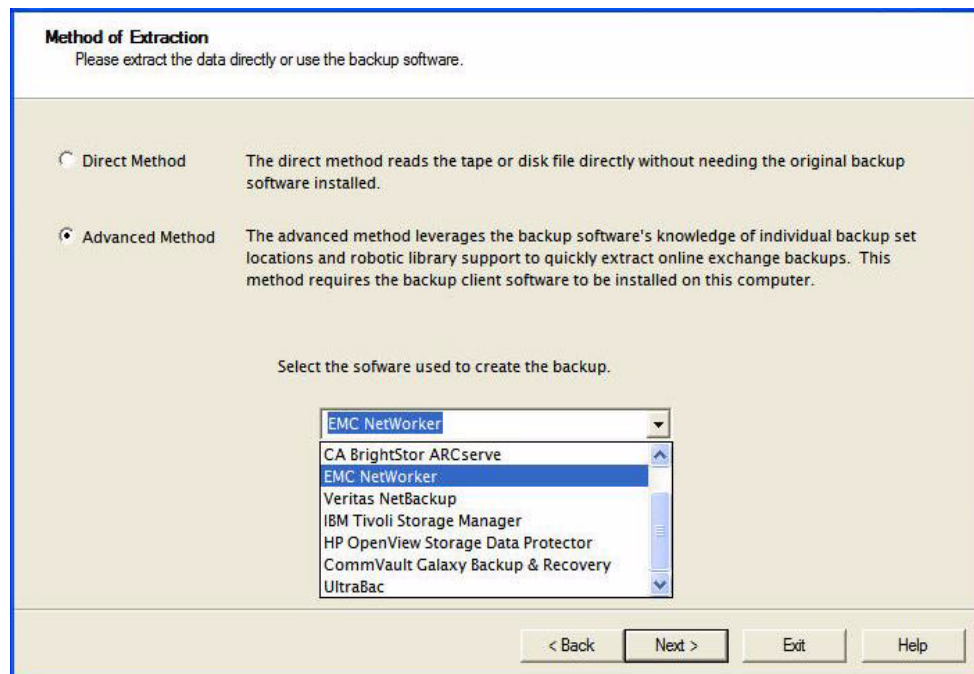 Method of Extraction
Please extract the data directly or use the backup software.
Direct Method
The direct method reads the tape or disk file directly without needing the original backup
software installed.
Advanced Method
The advanced method leverages the backup software's knowledge of individual backup set
locations and robotic library support to quickly extract online exchange backups. This
method requires the backup client software to be installed on this computer.
Select the sofware used to create the backup.
EMC NetWorker
CA BrightStor ARCserve
EMC NetWorker
Veritas NetBackup
IBM Tivoli Storage Manager
HP OpenView Storage Data Protector
CommVault Galaxy Backup & Recovery
UltraBac
< Back
Next >
Exit
Help